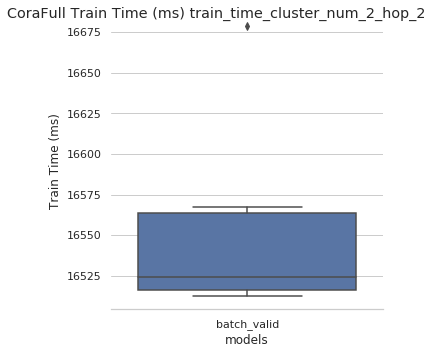 CoraFull Train Time (ms) train_time_cluster_num_2_hop_2
16675
16650
16625
16600
16575
16550
16525
Train Time (ms)
batch_valid
models